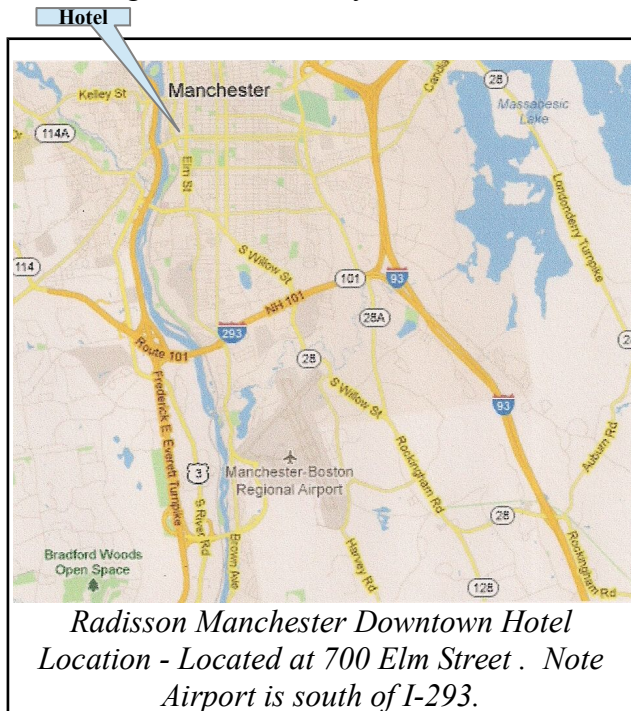 Hotel
Kelley St
Manchester
Candia
28
Massabesic
Lake
114A
Elm St
Londonderry Turnpike
S Willow St
114
101
93
NH 101
293
28A
Route 101
28
S Willow St
93
Auburn Rd
Frederick E. Everett Turnpike
3
Manchester-Boston
Regional Airport
Rockingham Rd
S River Rd
Brown Ave
28
Bradford Woods
Open Space
Harvey Rd
128
Rockingham Rd
Radisson Manchester Downtown Hotel
Location - Located at 700 Elm Street . Note
Airport is south of I-293.